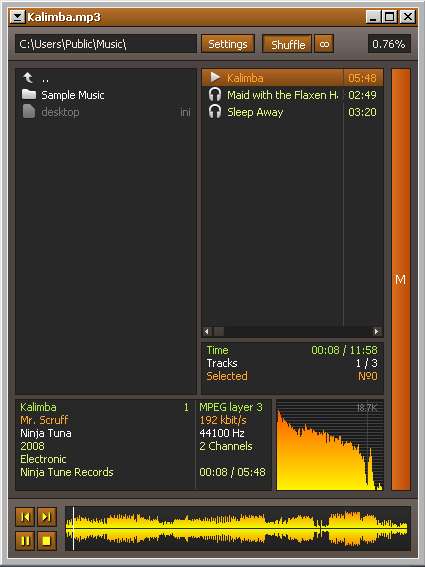 Kalimba.mp3
C:\Users\Public\Music\ Settings Shuffle ∞ 0.76%
..
Sample Music
desktop ini
Kalimba 05:48
Maid with the Flaxen Ha 02:49
Sleep Away 03:20
M
Time 00:08 / 11:58
Tracks 1 / 3
Selected №0
Kalimba 1
Mr. Scruff
Ninja Tuna
2008
Electronic
Ninja Tune Records
MPEG layer 3
192 kbit/s
44100 Hz
2 Channels
00:08 / 05:48
18.7K